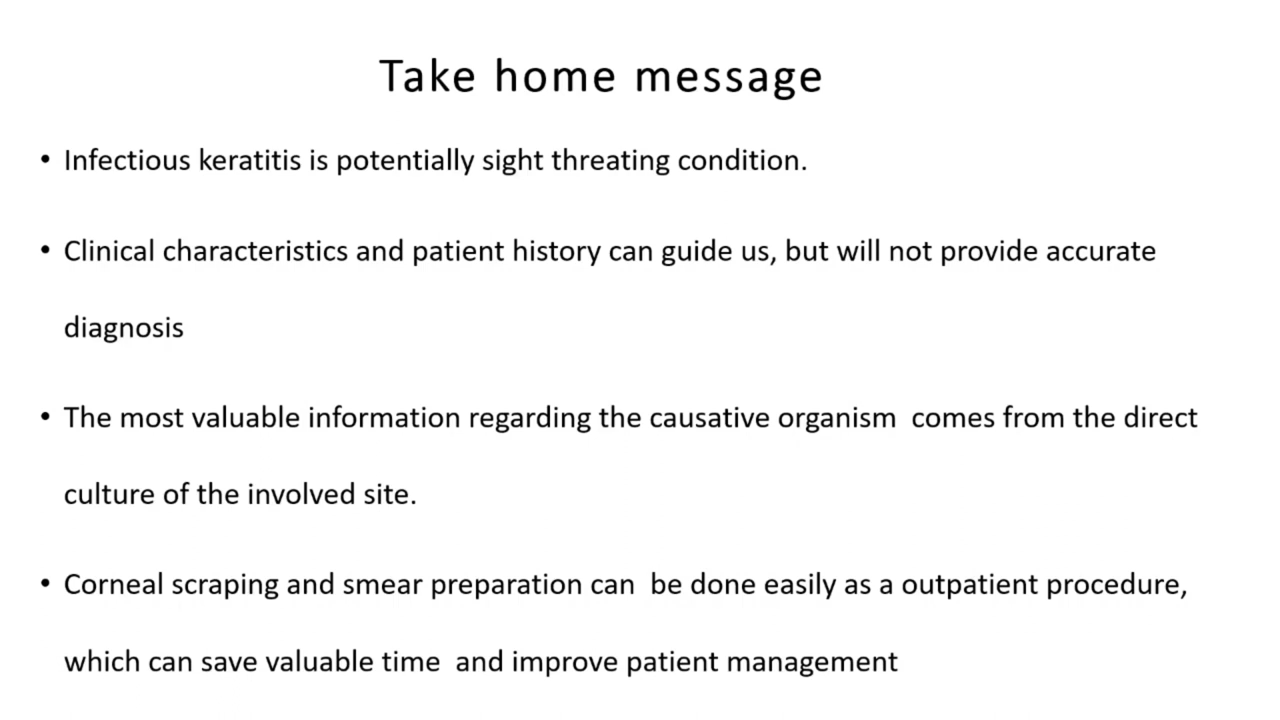 Take home message
• Infectious keratitis is potentially sight threating condition.
• Clinical characteristics and patient history can guide us, but will not provide accurate
diagnosis
• The most valuable information regarding the causative organism  comes from the direct
culture of the involved site.
• Corneal scraping and smear preparation can  be done easily as a outpatient procedure,
which can save valuable time  and improve patient management